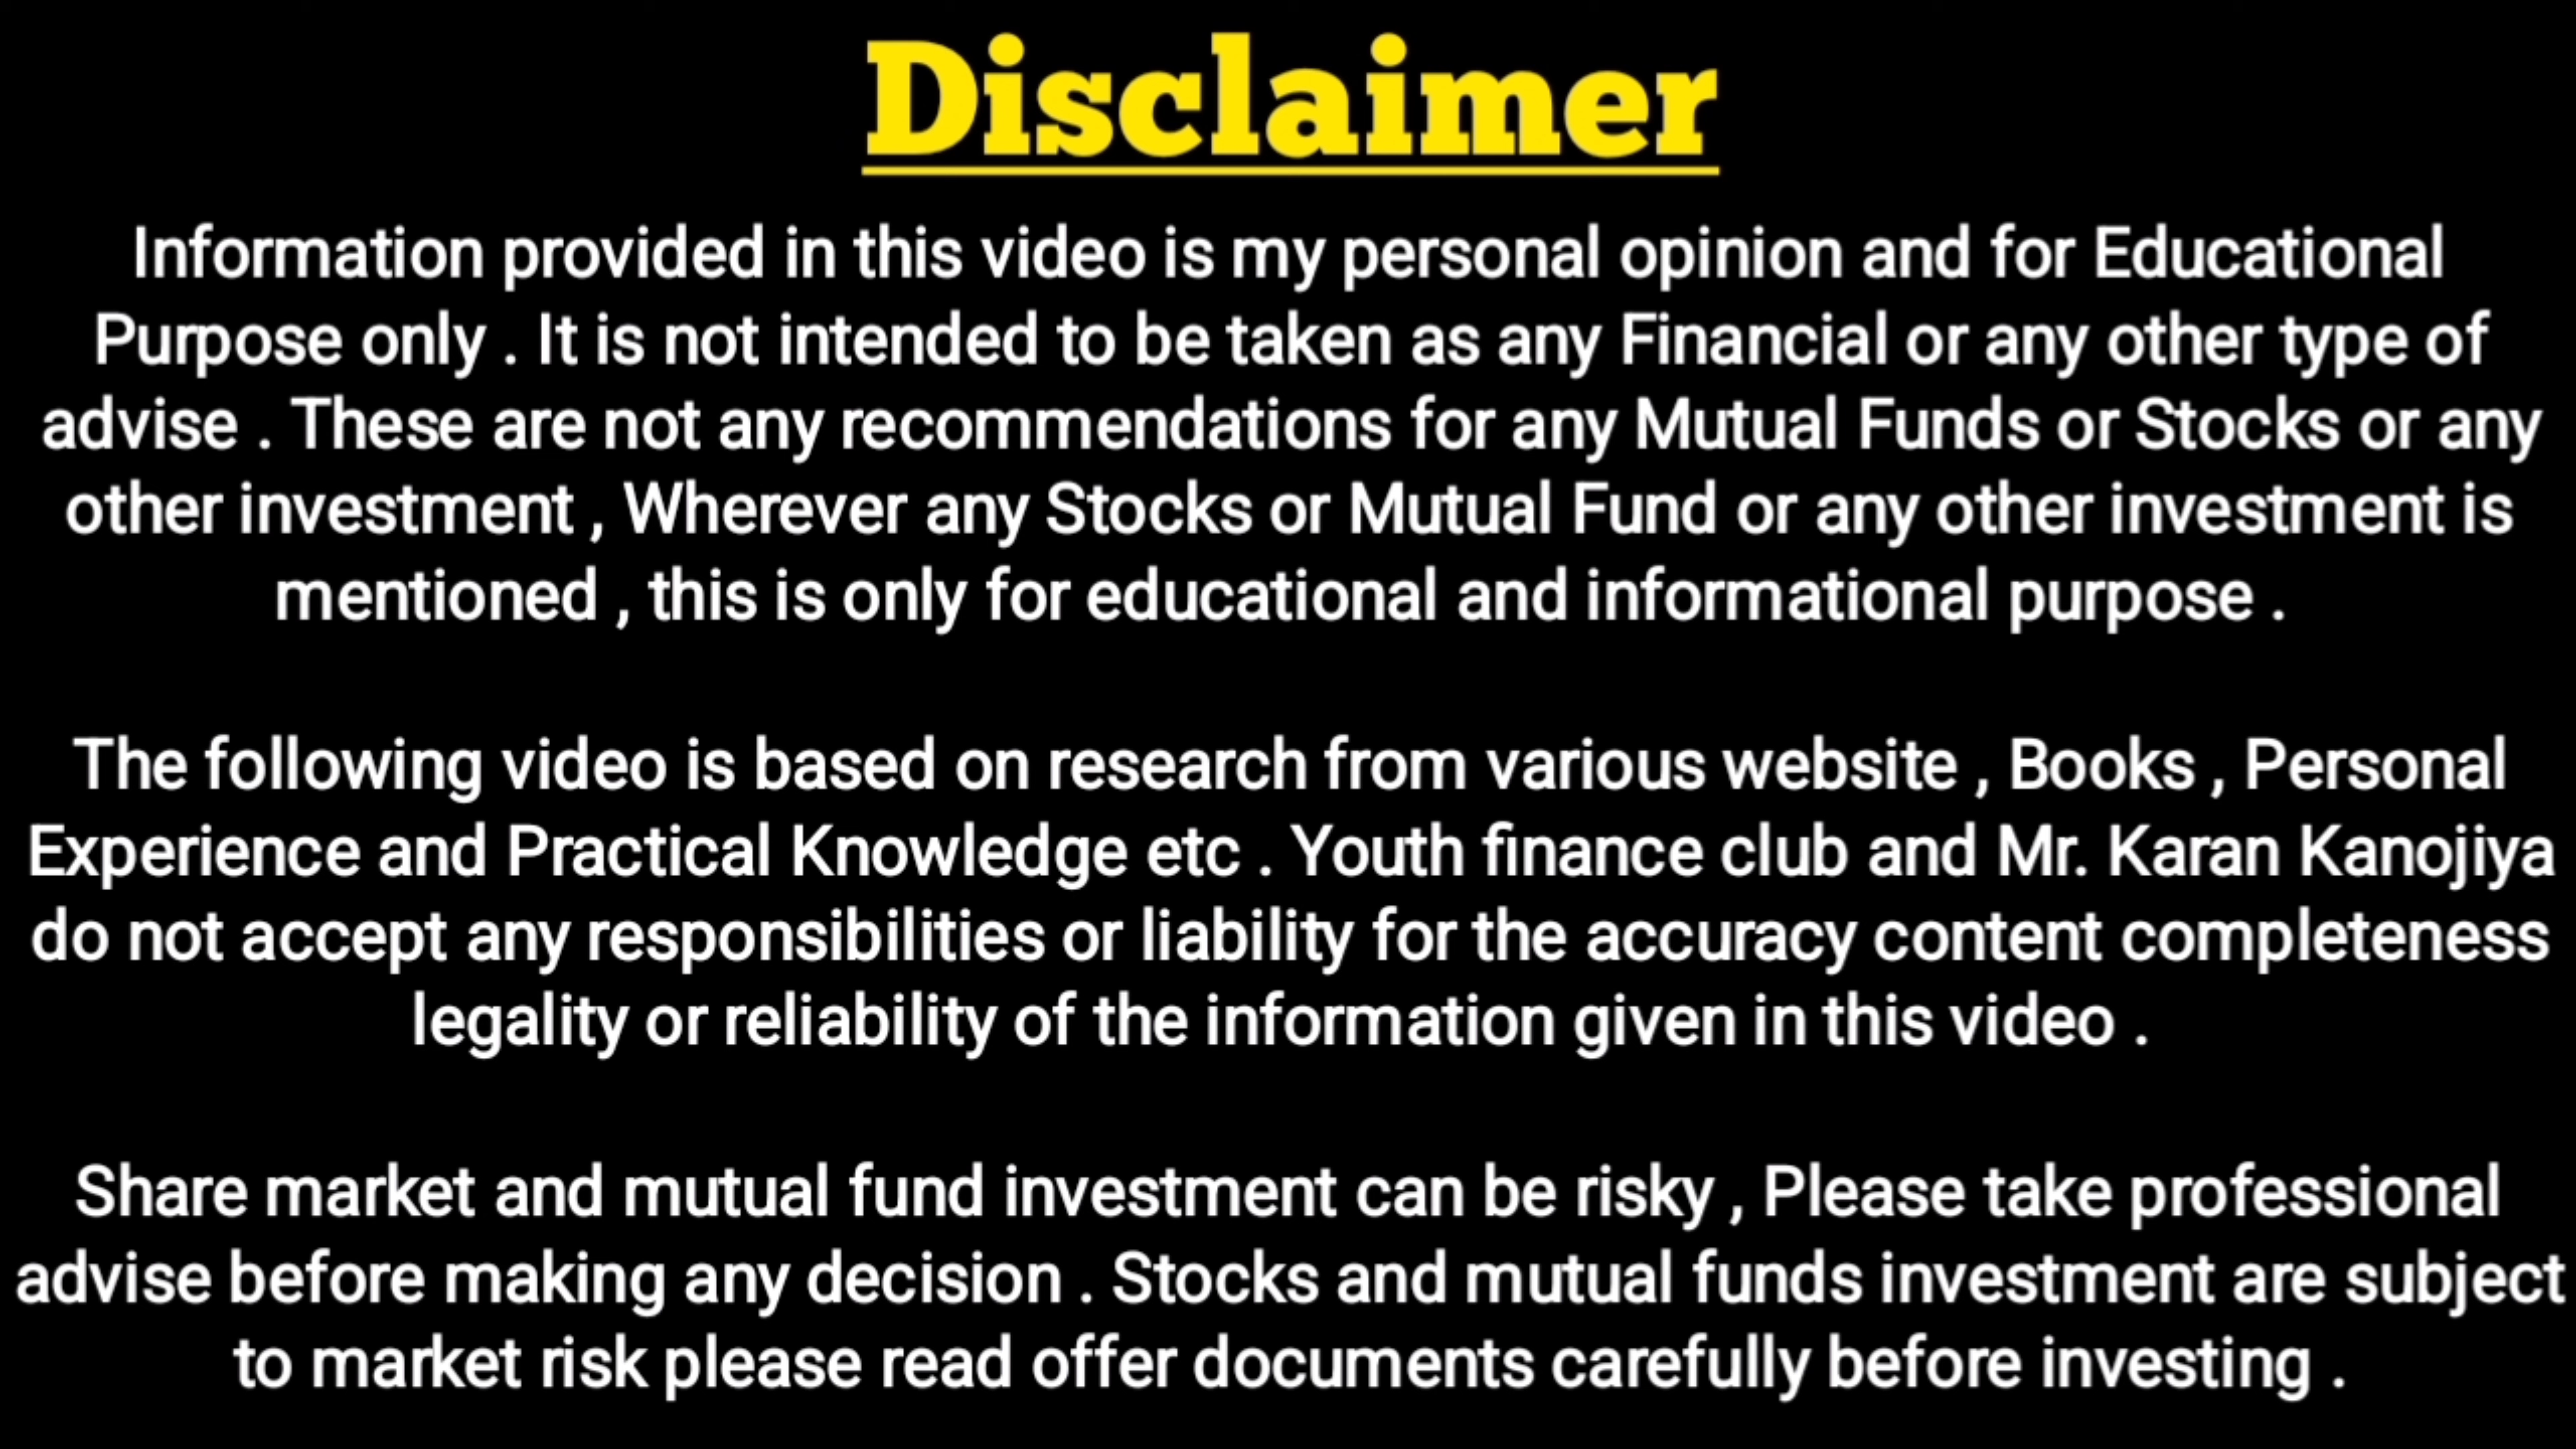 Disclaimer
Information provided in this video is my personal opinion and for Educational
Purpose only . It is not intended to be taken as any Financial or any other type of
advise . These are not any recommendations for any Mutual Funds or Stocks or any
other investment , Wherever any Stocks or Mutual Fund or any other investment is
mentioned , this is only for educational and informational purpose .
The following video is based on research from various website , Books , Personal
Experience and Practical Knowledge etc . Youth finance club and Mr. Karan Kanojiya
do not accept any responsibilities or liability for the accuracy content completeness
legality or reliability of the information given in this video .
Share market and mutual fund investment can be risky , Please take professional
advise before making any decision . Stocks and mutual funds investment are subject
to market risk please read offer documents carefully before investing .